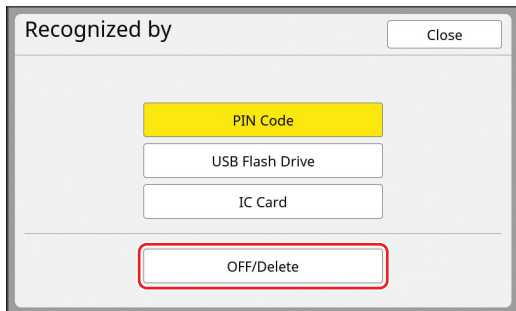 Recognized by
Close
PIN Code
USB Flash Drive
IC Card
OFF/Delete